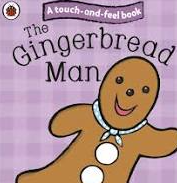 A touch-and-feel book
The
Gingerbread
Man